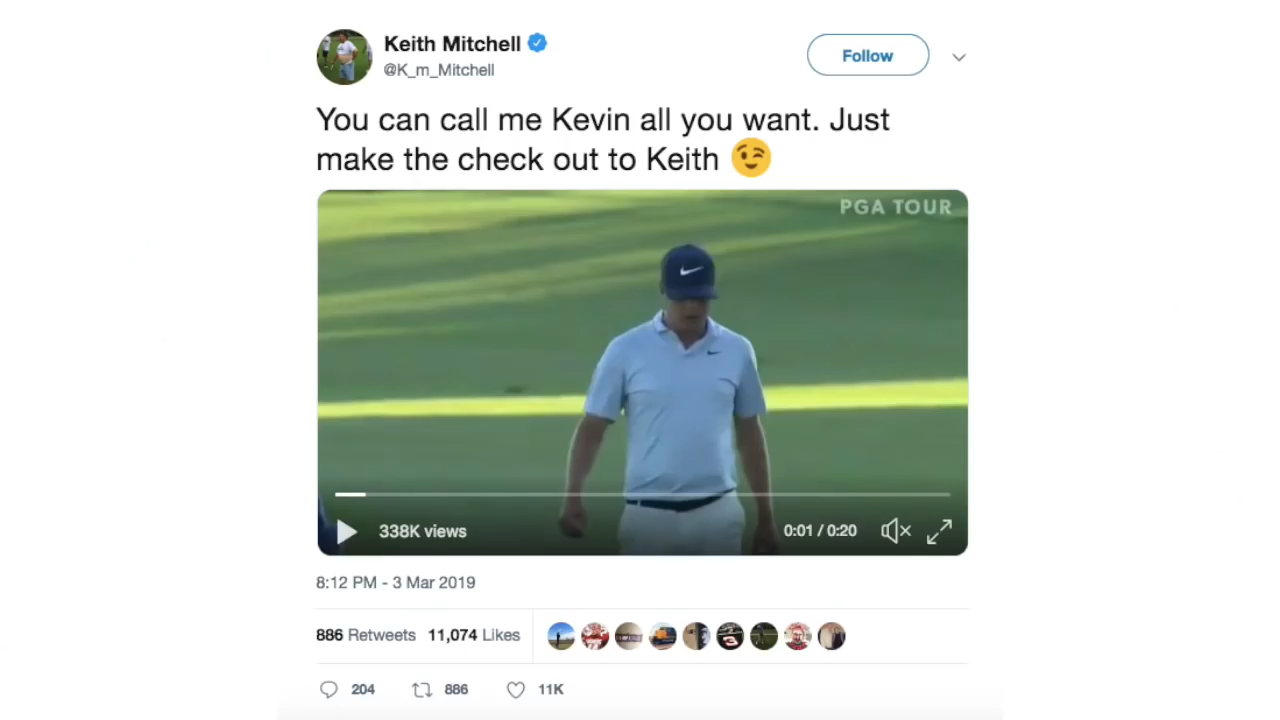 Keith Mitchell
@K_m_Mitchell
Follow
You can call me Kevin all you want. Just
make the check out to Keith 😉
PGA TOUR
338K views
0:01 / 0:20
8:12 PM - 3 Mar 2019
886 Retweets 11,074 Likes
204 886 11K